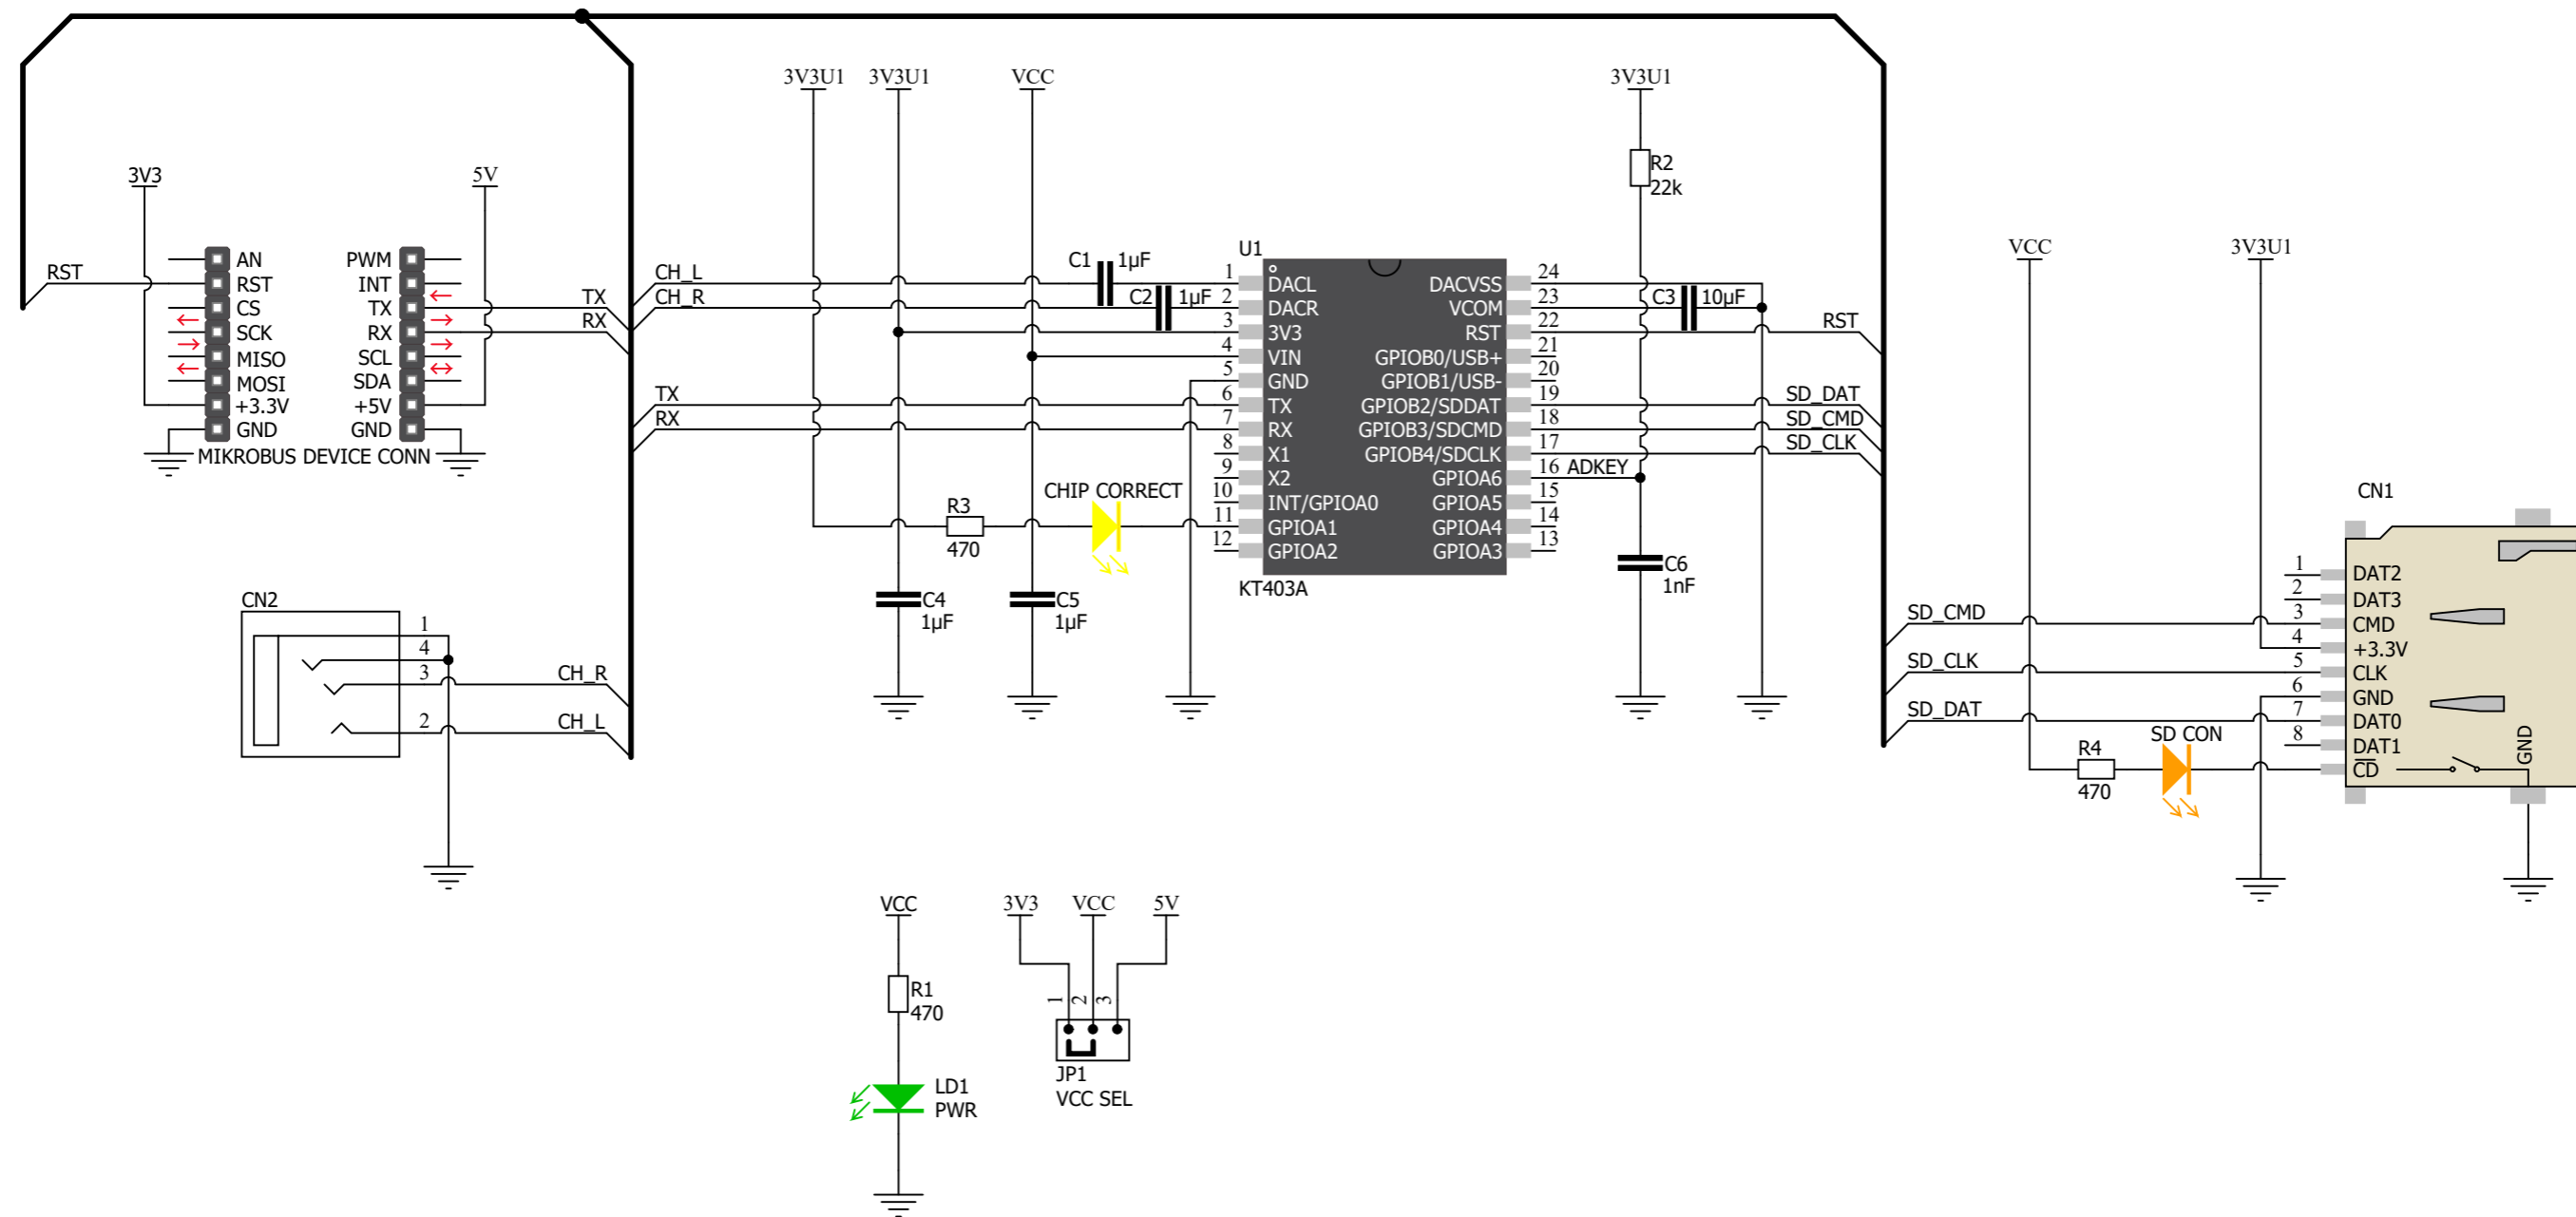 3V3
5V
RST
AN
RST
CS
SCK
MISO
MOSI
+3.3V
GND
PWM
INT
TX
RX
SCL
SDA
+5V
GND
TX
RX
MIKROBUS DEVICE CONN
CN2
1
4
3
2
CH_R
CH_L
3V3U1
3V3U1
VCC
CH_L
CH_R
TX
RX
C1 1µF
C2 1µF
R3
470
CHIP CORRECT
C4
1µF
C5
1µF
U1
1 DACL
2 DACR
3 3V3
4 VIN
5 GND
6 TX
7 RX
8 X1
9 X2
10 INT/GPIOA0
11 GPIOA1
12 GPIOA2
DACVSS 24
VCOM 23
RST 22
GPIOB0/USB+ 21
GPIOB1/USB- 20
GPIOB2/SDDAT 19
GPIOB3/SDCMD 18
GPIOB4/SDCLK 17
GPIOA6 16 ADKEY
GPIOA5 15
GPIOA4 14
GPIOA3 13
KT403A
3V3U1
R2
22k
C3 10µF
C6
1nF
RST
SD_DAT
SD_CMD
SD_CLK
SD_CMD
SD_CLK
SD_DAT
VCC
3V3U1
R4
470
SD CON
CN1
1 DAT2
2 DAT3
3 CMD
4 +3.3V
5 CLK
6 GND
7 DAT0
8 DAT1
CD
GND
VCC
R1
470
LD1
PWR
3V3
VCC
5V
1
2
3
JP1
VCC SEL